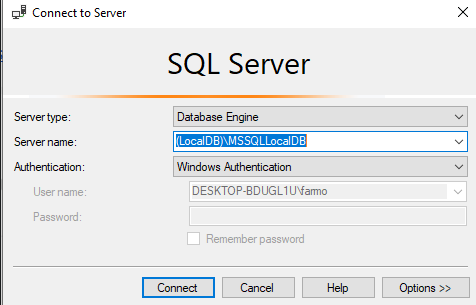 Connect to Server
SQL Server
Server type: Database Engine
Server name: (LocalDB)\MSSQLLocalDB
Authentication: Windows Authentication
User name: DESKTOP-BDUGL1U\farmo
Password:
Remember password
Connect Cancel Help Options >>